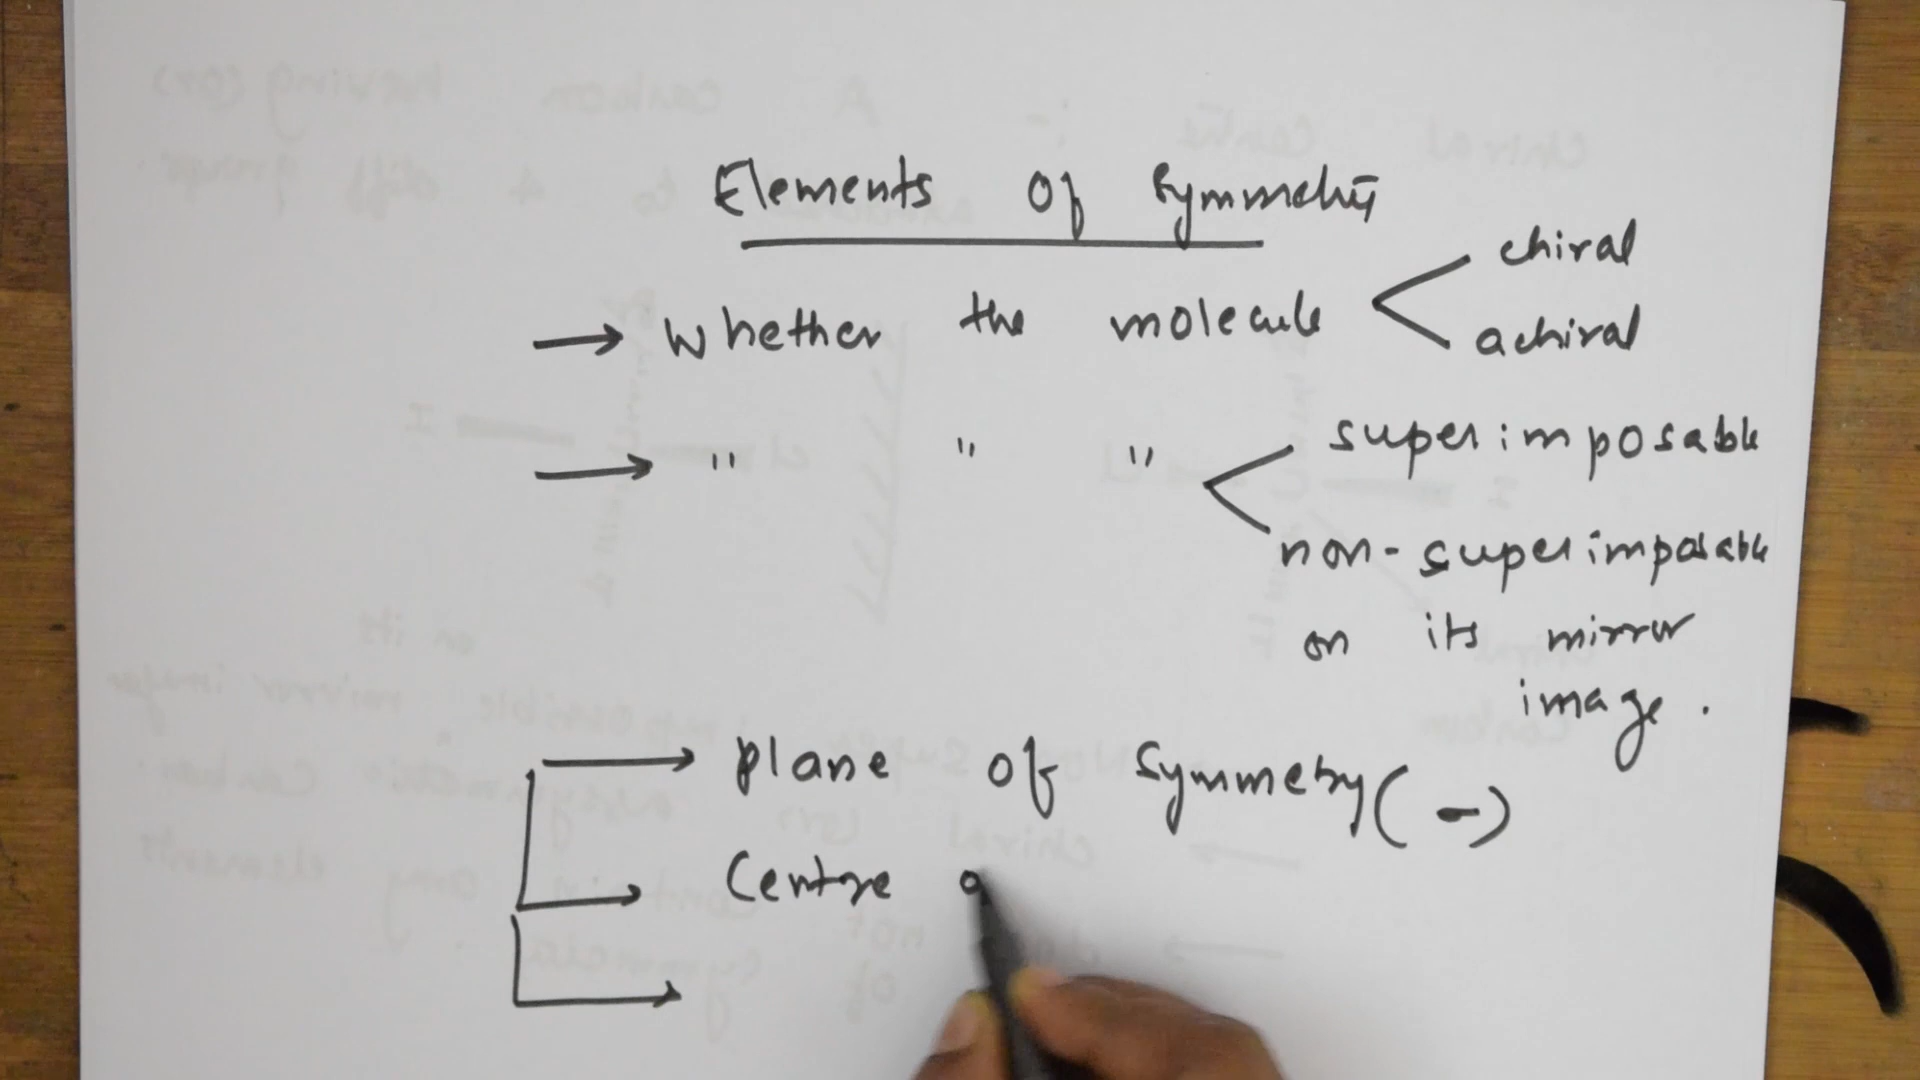 Elements of Symmetry
→ Whether the molecule < chiral
achiral
→ " " " < superimposable
non-superimposable
on its mirror
image.
→ plane of Symmetry (-)
→ Centre o
→